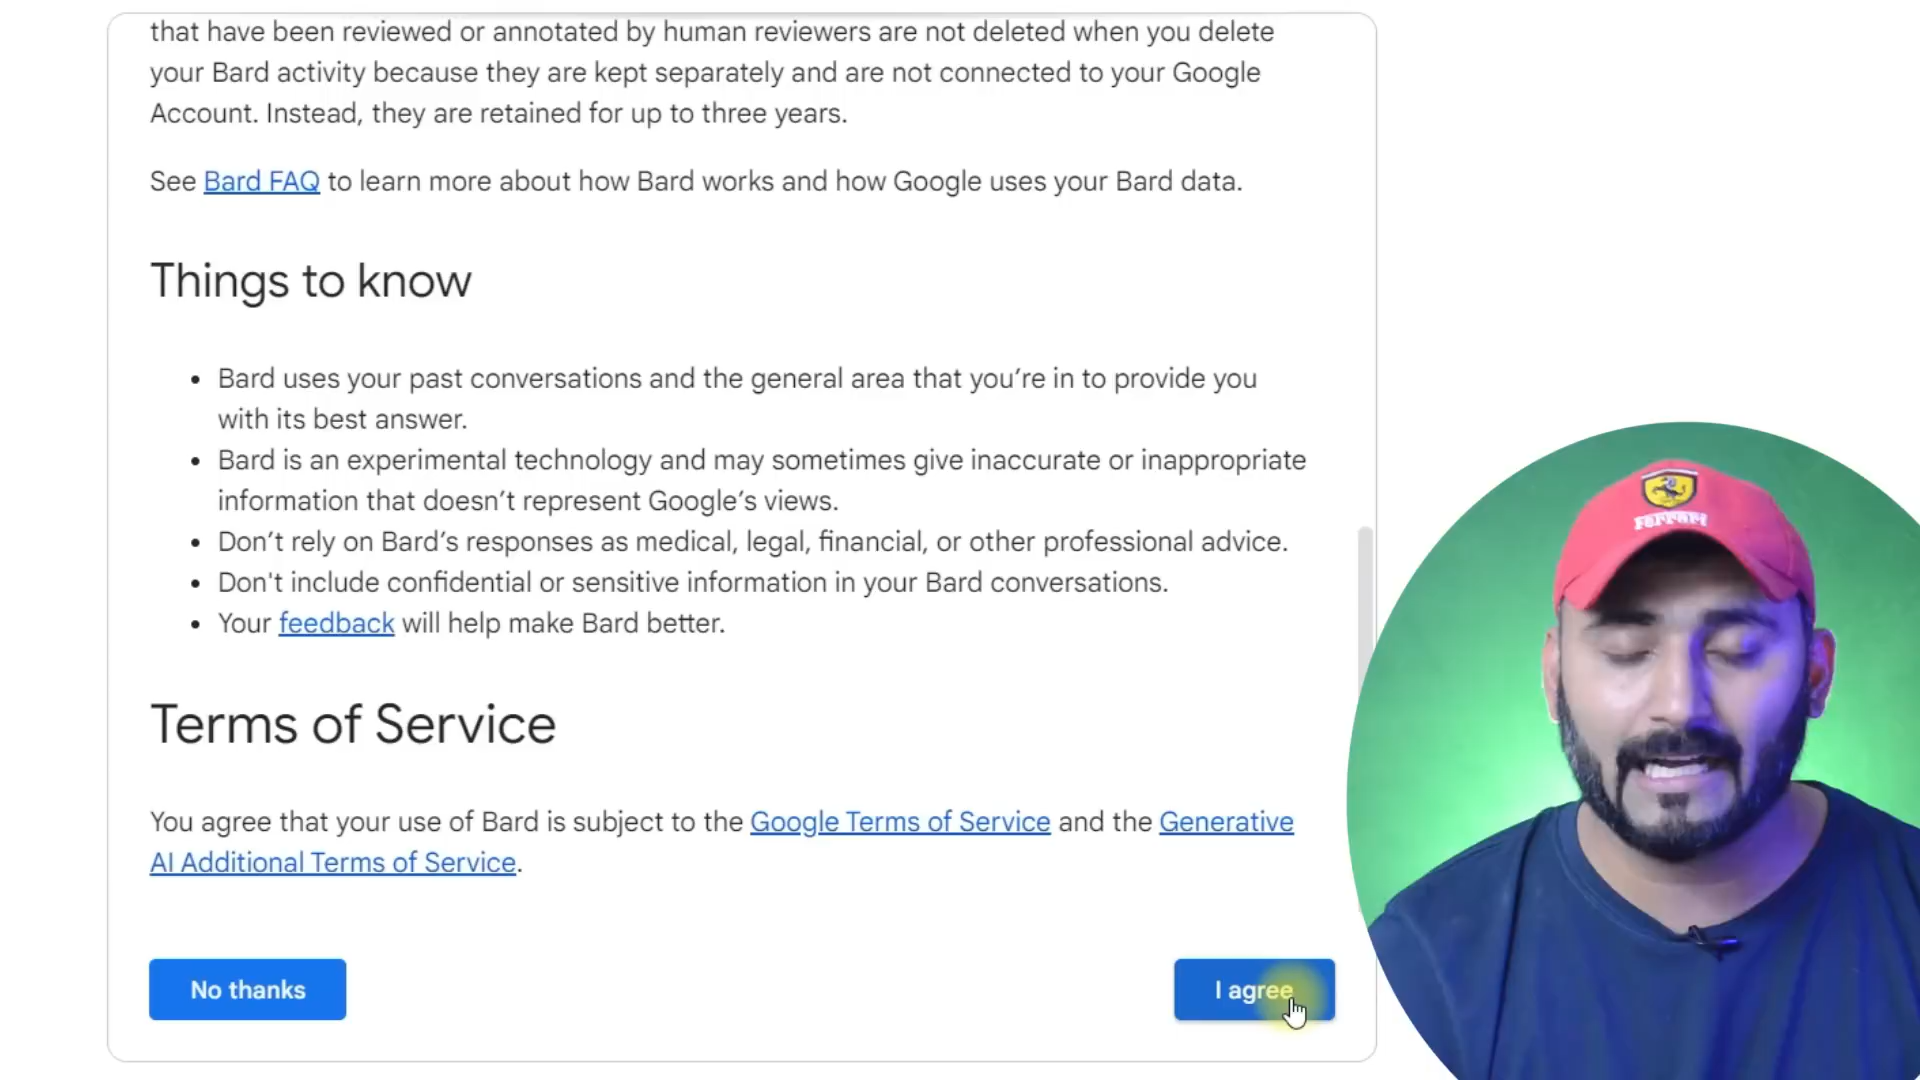 that have been reviewed or annotated by human reviewers are not deleted when you delete
your Bard activity because they are kept separately and are not connected to your Google
Account. Instead, they are retained for up to three years.
See Bard FAQ to learn more about how Bard works and how Google uses your Bard data.
Things to know
• Bard uses your past conversations and the general area that you’re in to provide you
with its best answer.
• Bard is an experimental technology and may sometimes give inaccurate or inappropriate
information that doesn’t represent Google’s views.
• Don’t rely on Bard’s responses as medical, legal, financial, or other professional advice.
• Don't include confidential or sensitive information in your Bard conversations.
• Your feedback will help make Bard better.
Terms of Service
You agree that your use of Bard is subject to the Google Terms of Service and the Generative
AI Additional Terms of Service.
No thanks
I agree
Ferrari